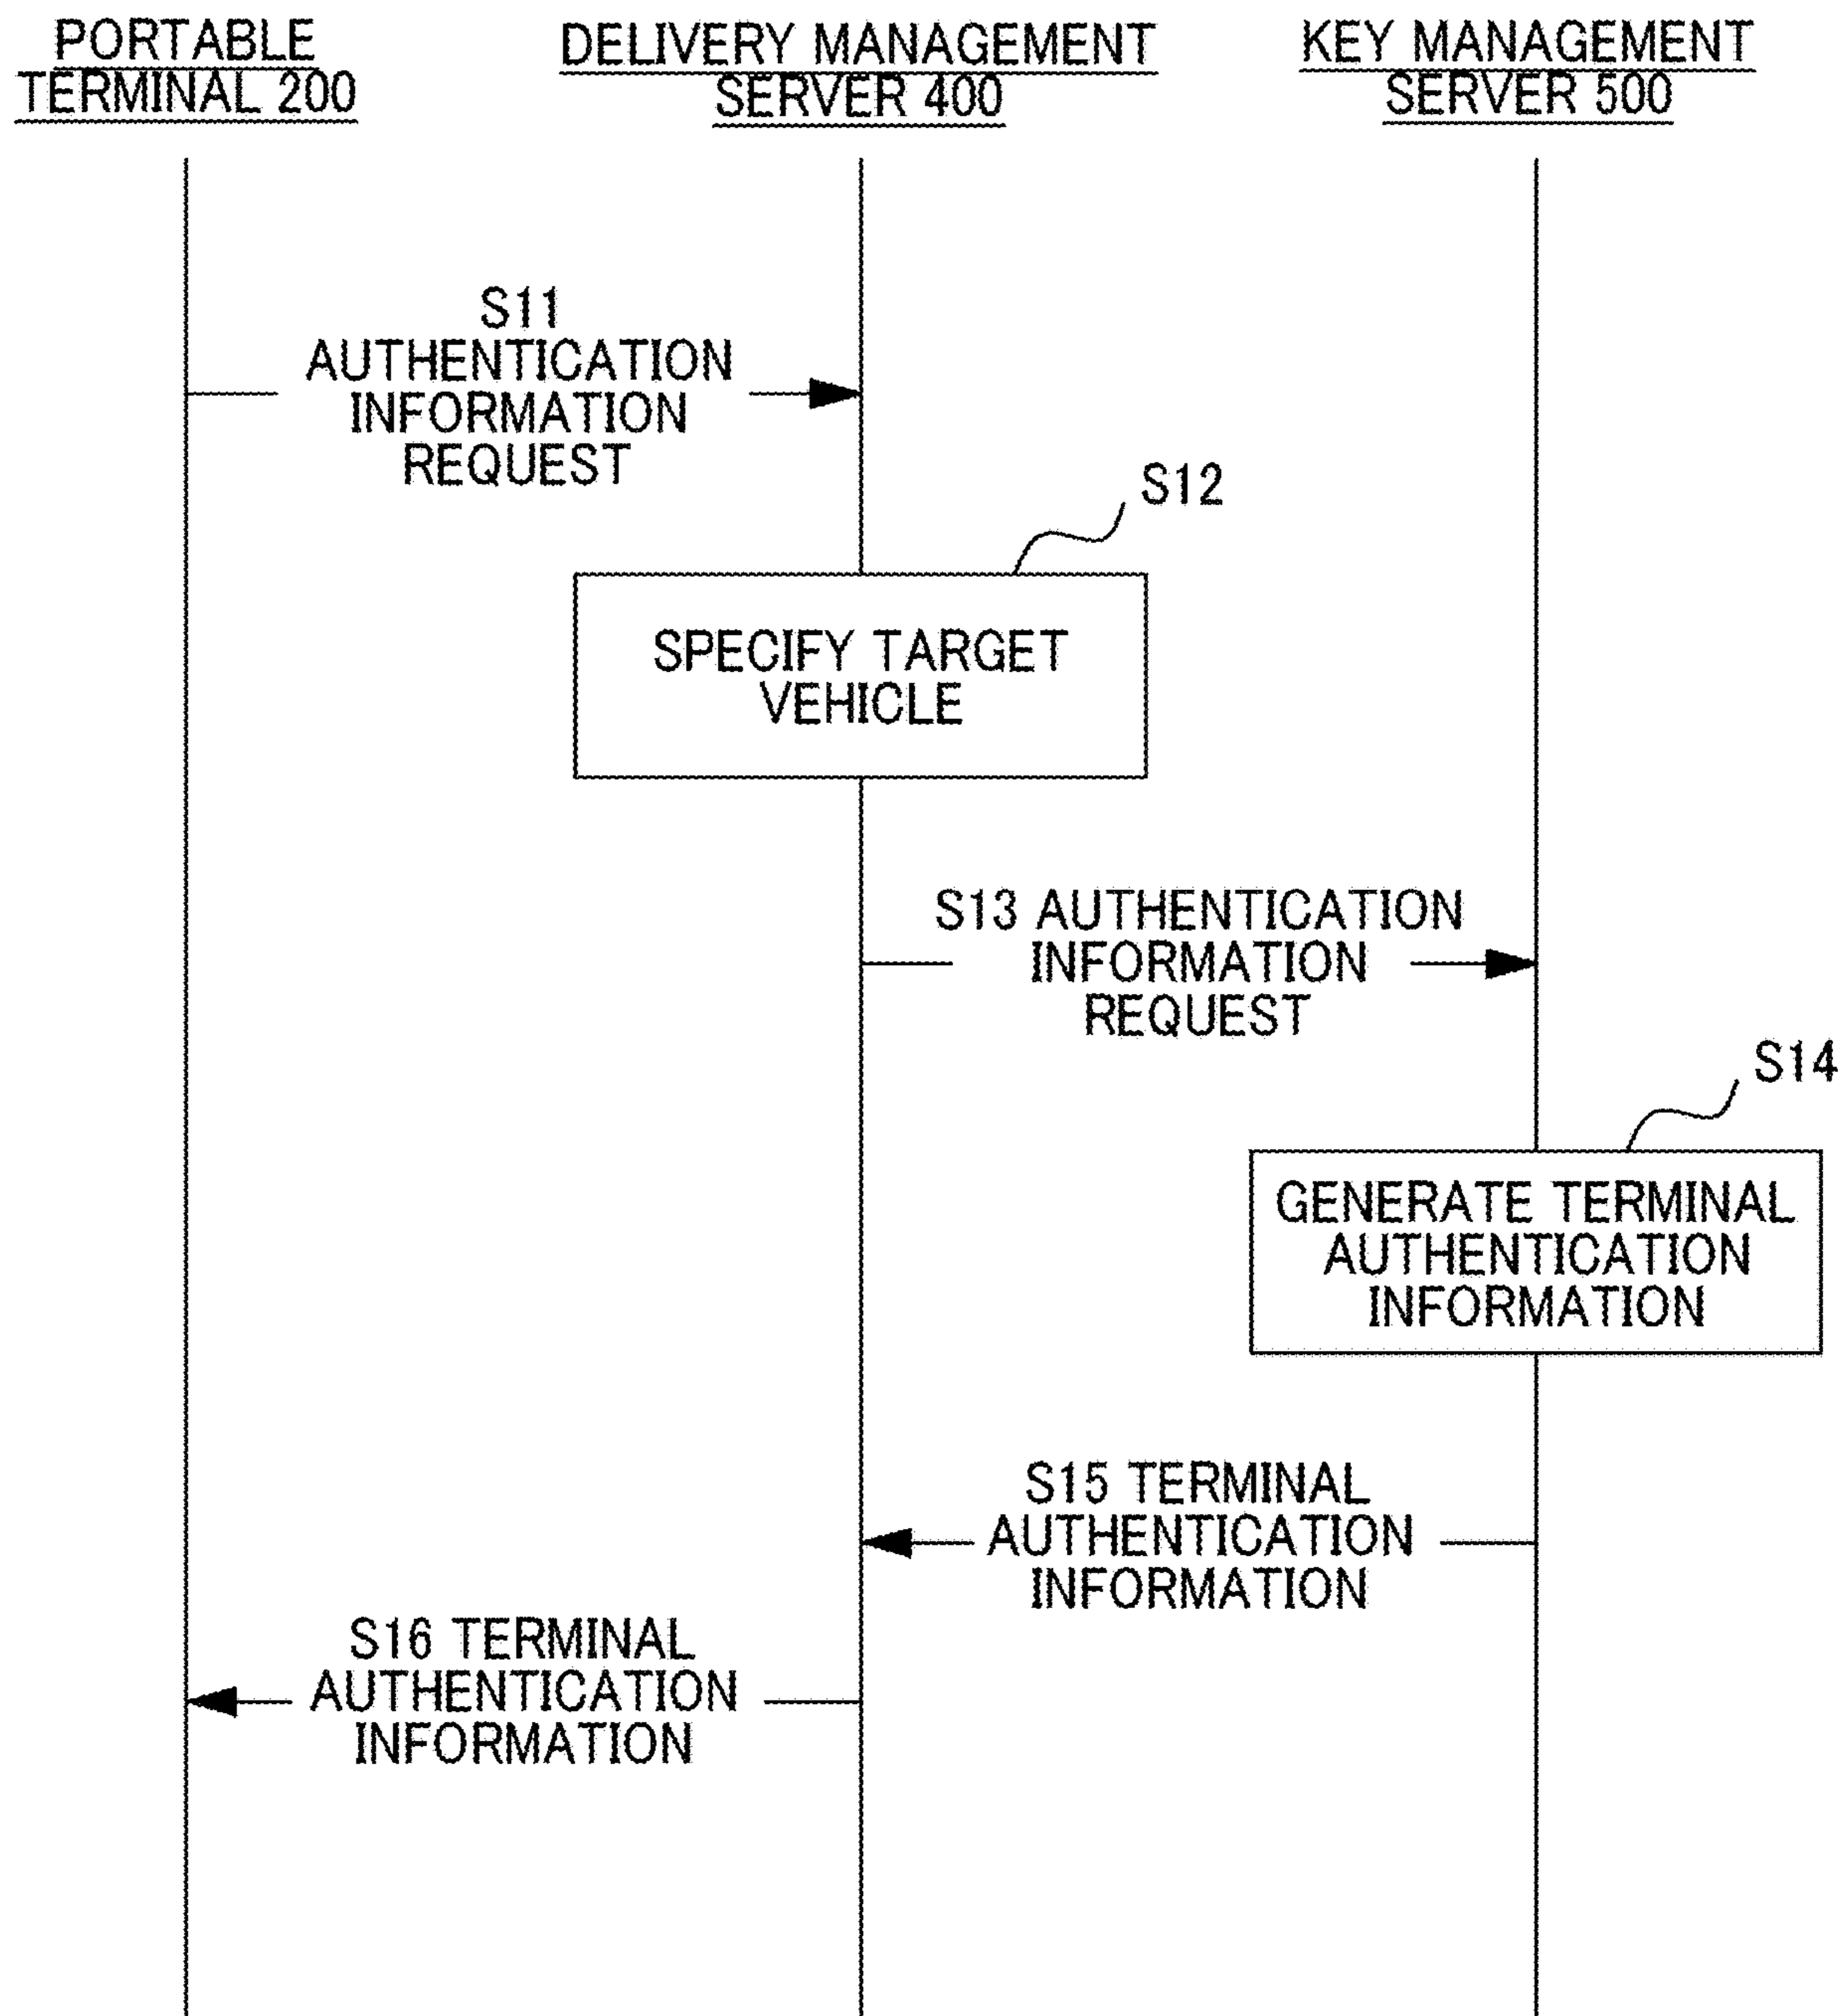 PORTABLE
TERMINAL 200
DELIVERY MANAGEMENT
SERVER 400
KEY MANAGEMENT
SERVER 500
S11
AUTHENTICATION
INFORMATION
REQUEST
S12
SPECIFY TARGET
VEHICLE
S13 AUTHENTICATION
INFORMATION
REQUEST
S14
GENERATE TERMINAL
AUTHENTICATION
INFORMATION
S15 TERMINAL
AUTHENTICATION
INFORMATION
S16 TERMINAL
AUTHENTICATION
INFORMATION